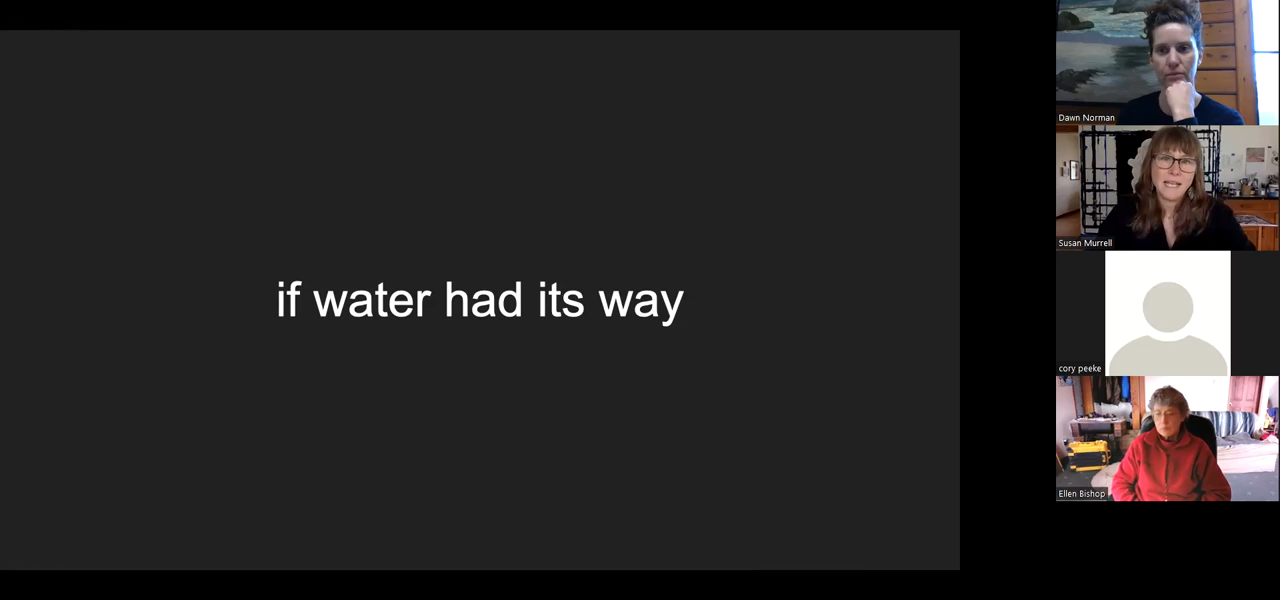 if water had its way
Dawn Norman
Susan Murrell
cory peeke
Ellen Bishop